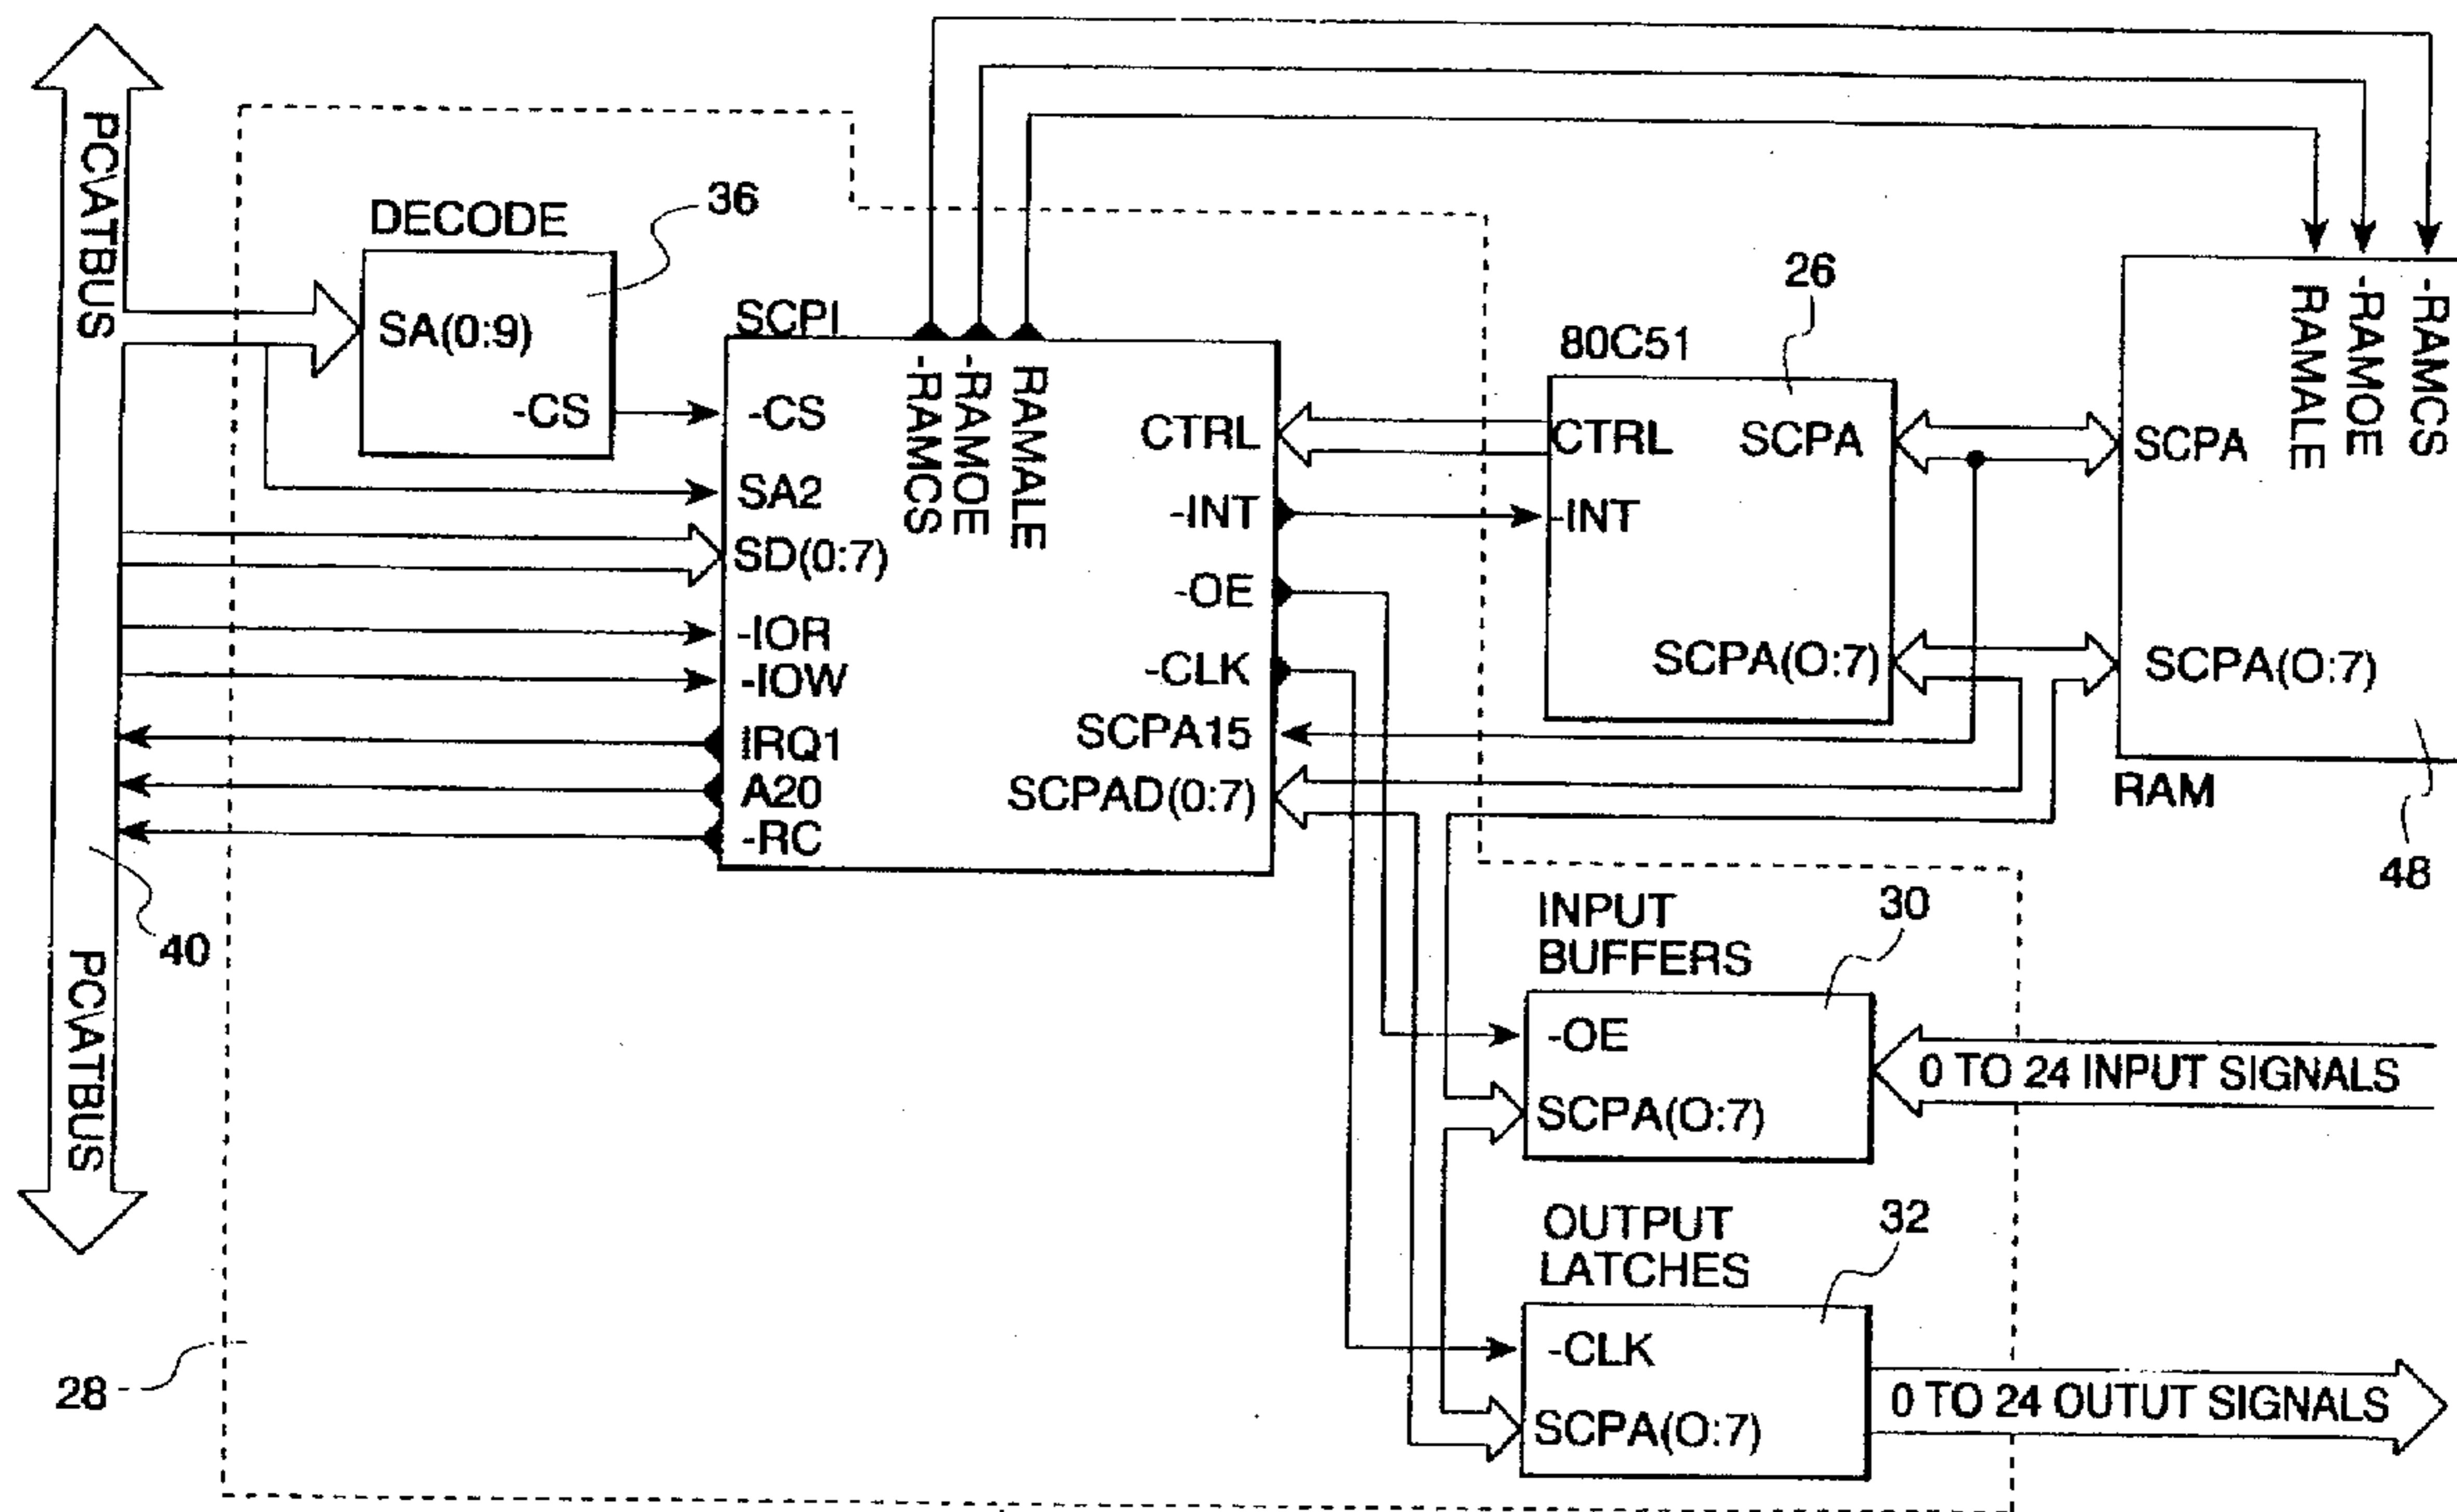 PC\ATBUS
PC\ATBUS
40
28
DECODE
36
SA(0:9)
-CS
SCPI
-RAMCS
-RAMOE
RAMALE
-CS
SA2
SD(0:7)
-IOR
-IOW
IRQ1
A20
-RC
CTRL
-INT
-OE
-CLK
SCPA15
SCPAD(0:7)
26
80C51
CTRL
SCPA
-INT
SCPA(O:7)
RAMALE
-RAMOE
-RAMCS
SCPA
SCPA(O:7)
RAM
48
INPUT
BUFFERS
30
-OE
SCPA(O:7)
0 TO 24 INPUT SIGNALS
OUTPUT
LATCHES
32
-CLK
SCPA(O:7)
0 TO 24 OUTUT SIGNALS